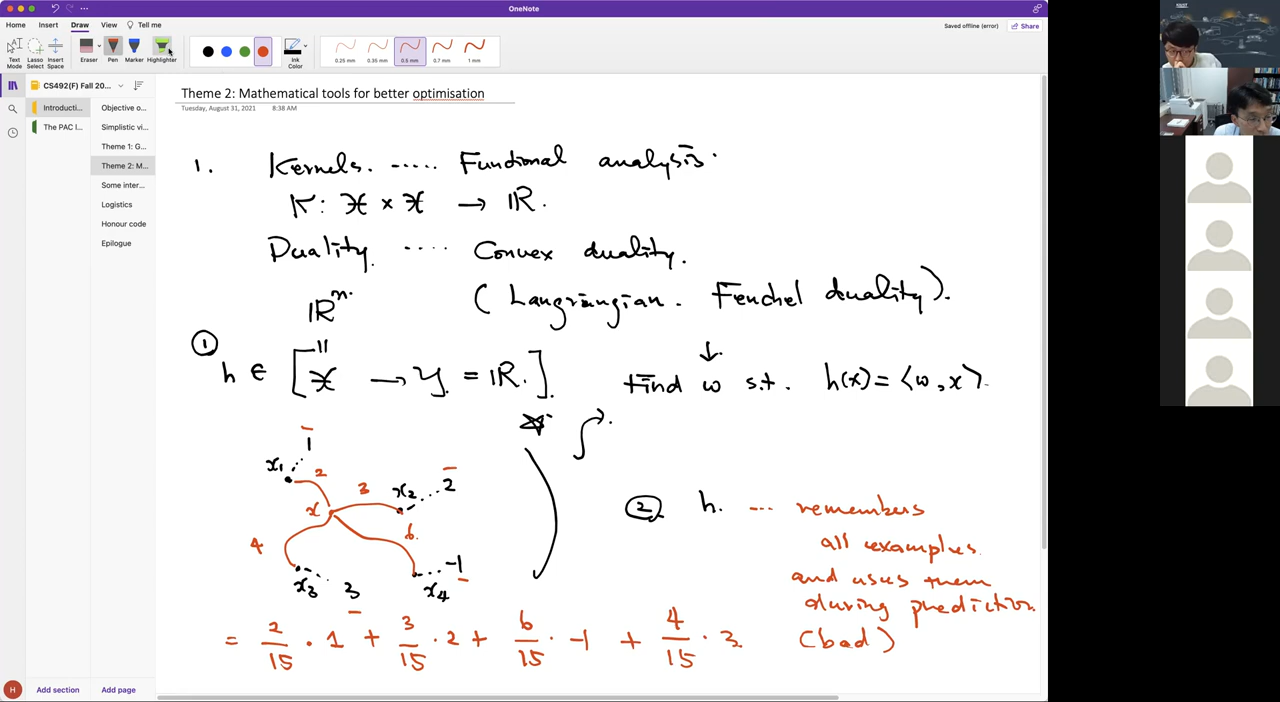 OneNote
Home Insert Draw View Tell me
Saved offline (error) Share
Text Mode
Lasso Select
Insert Space
Eraser
Pen
Marker
Highlighter
Ink Color
0.25 mm 0.35 mm 0.5 mm 0.7 mm 1 mm
CS492(F) Fall 20...
Introducti...
The PAC l...
Objective o...
Simplistic vi...
Theme 1: G...
Theme 2: M...
Some inter...
Logistics
Honour code
Epilogue
Theme 2: Mathematical tools for better optimisation
Tuesday, August 31, 2021 8:38 AM
1. Kernels. ..... Funtional analysis.
K: 𝒳 × 𝒳 → ℝ.
Duality. .... Convex duality.
ℝⁿ. (Langrangian. Fenchel duality).
① h ∈ [𝒳 → 𝒴 = ℝ.] Find w s.t. h(x) = ⟨w, x⟩.
1
x₁ 2
3 x₂ 2
x
6.
4
-1
x₃ 3 x₄
② h. ... remembers
all examples
and uses them
during prediction.
(bad)
= 2/15 · 1 + 3/15 · 2 + 6/15 · -1 + 4/15 · 3
H
Add section Add page